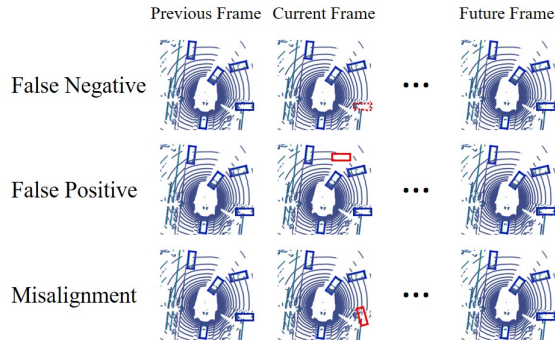 Previous Frame Current Frame Future Frame
False Negative
False Positive
Misalignment